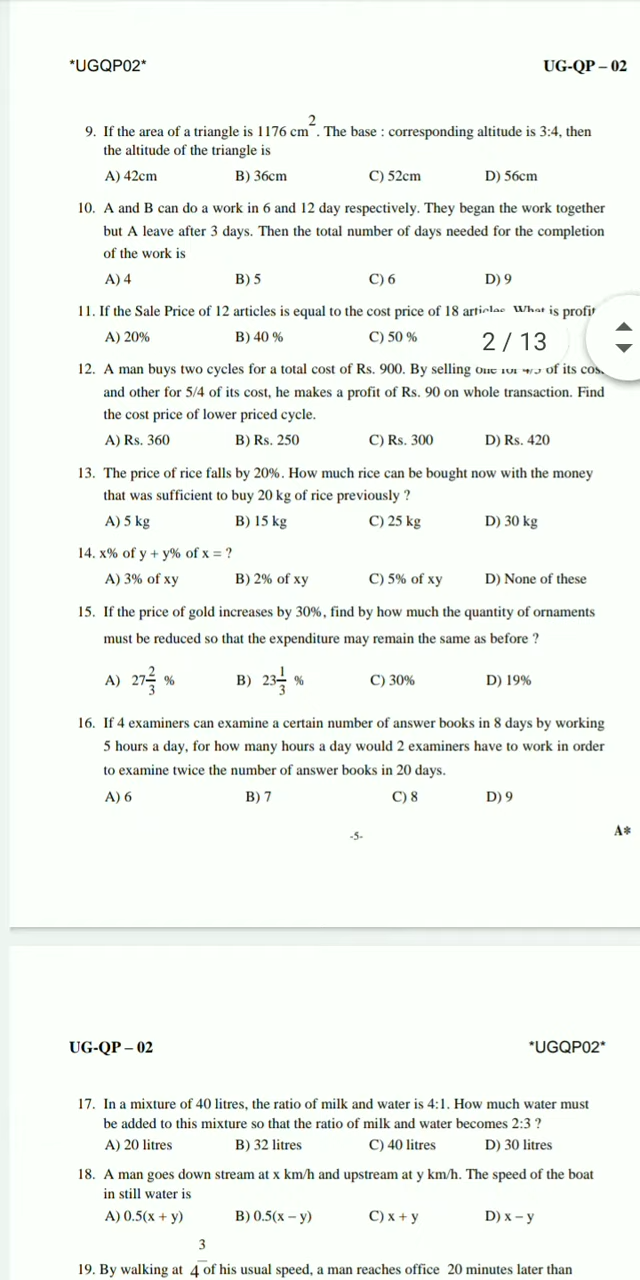 *UGQP02* UG-QP – 02
9. If the area of a triangle is 1176 cm². The base : corresponding altitude is 3:4, then
the altitude of the triangle is
A) 42cm B) 36cm C) 52cm D) 56cm
10. A and B can do a work in 6 and 12 day respectively. They began the work together
but A leave after 3 days. Then the total number of days needed for the completion
of the work is
A) 4 B) 5 C) 6 D) 9
11. If the Sale Price of 12 articles is equal to the cost price of 18 articles What is profit
A) 20% B) 40 % C) 50 % 2 / 13
12. A man buys two cycles for a total cost of Rs. 900. By selling one for 4/5 of its cost
and other for 5/4 of its cost, he makes a profit of Rs. 90 on whole transaction. Find
the cost price of lower priced cycle.
A) Rs. 360 B) Rs. 250 C) Rs. 300 D) Rs. 420
13. The price of rice falls by 20%. How much rice can be bought now with the money
that was sufficient to buy 20 kg of rice previously ?
A) 5 kg B) 15 kg C) 25 kg D) 30 kg
14. x% of y + y% of x = ?
A) 3% of xy B) 2% of xy C) 5% of xy D) None of these
15. If the price of gold increases by 30%, find by how much the quantity of ornaments
must be reduced so that the expenditure may remain the same as before ?
A) 27 2/3 % B) 23 1/3 % C) 30% D) 19%
16. If 4 examiners can examine a certain number of answer books in 8 days by working
5 hours a day, for how many hours a day would 2 examiners have to work in order
to examine twice the number of answer books in 20 days.
A) 6 B) 7 C) 8 D) 9
-5- A*
UG-QP – 02 *UGQP02*
17. In a mixture of 40 litres, the ratio of milk and water is 4:1. How much water must
be added to this mixture so that the ratio of milk and water becomes 2:3 ?
A) 20 litres B) 32 litres C) 40 litres D) 30 litres
18. A man goes down stream at x km/h and upstream at y km/h. The speed of the boat
in still water is
A) 0.5(x + y) B) 0.5(x – y) C) x + y D) x – y
19. By walking at 3/4 of his usual speed, a man reaches office 20 minutes later than